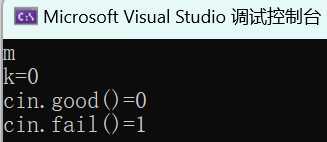 Microsoft Visual Studio 调试控制台
m
k=0
cin.good()=0
cin.fail()=1